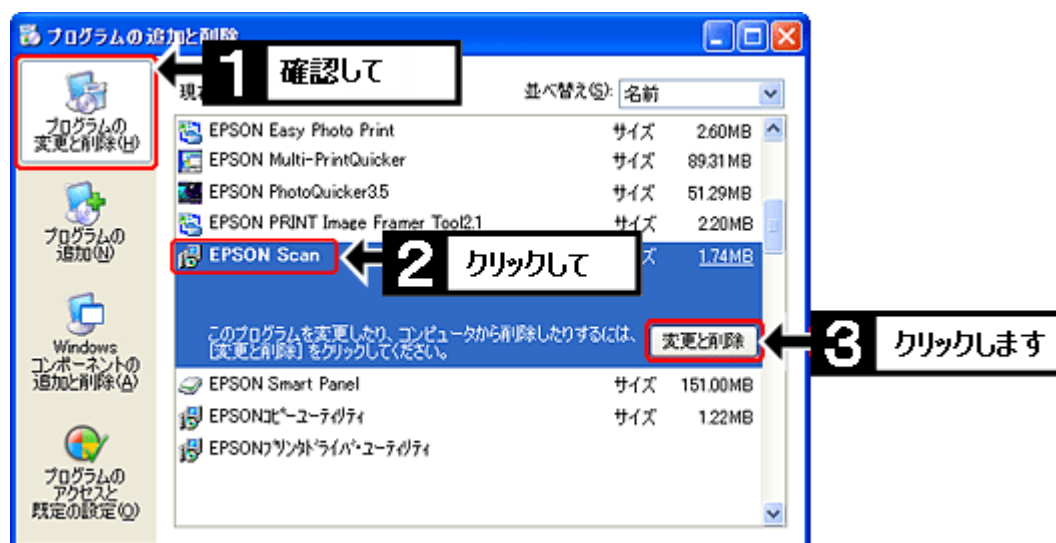 プログラムの追加と削除
1 確認して
現
並べ替え(S): 名前
プログラムの
変更と削除(H)
プログラムの
追加(N)
Windows
コンポーネントの
追加と削除(A)
プログラムの
アクセスと
既定の設定(O)
EPSON Easy Photo Print サイズ 2.60MB
EPSON Multi-PrintQuicker サイズ 89.31MB
EPSON PhotoQuicker3.5 サイズ 51.29MB
EPSON PRINT Image Framer Tool2.1 サイズ 2.20MB
EPSON Scan ズ 1.74MB
2 クリックして
このプログラムを変更したり、コンピュータから削除したりするには、
[変更と削除] をクリックしてください。
変更と削除
3 クリックします
EPSON Smart Panel サイズ 151.00MB
EPSONｺﾋﾟｰユーティリティ サイズ 1.22MB
EPSONﾌﾟﾘﾝﾀﾄﾞﾗｲﾊﾞ･ユーティリティ